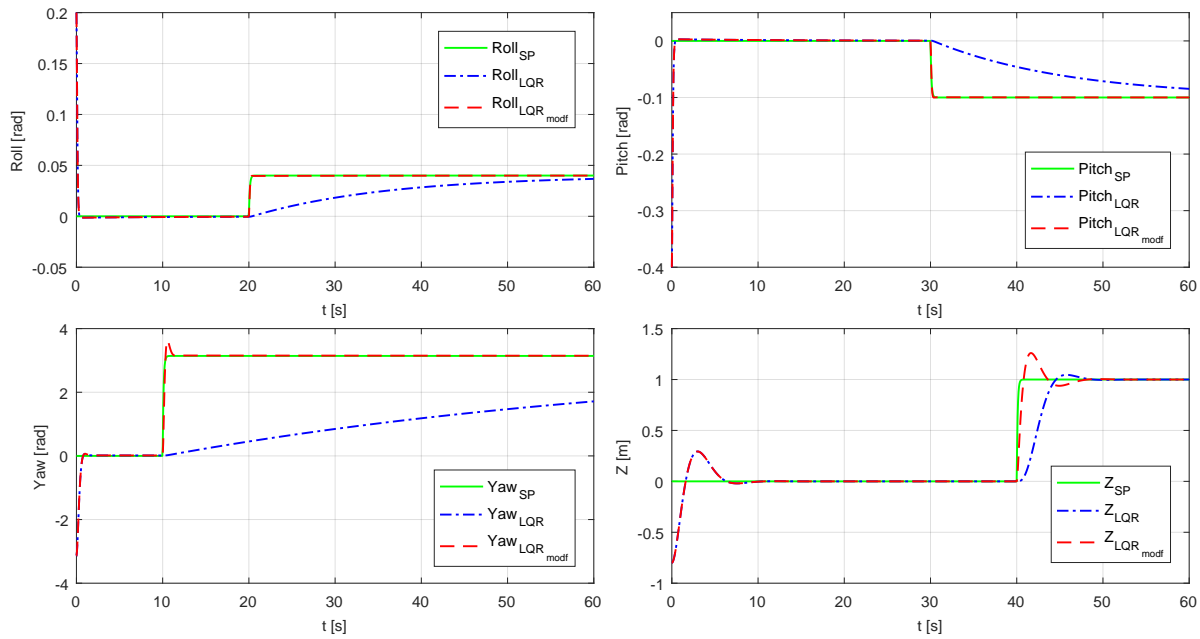 0.2
0.15
0.1
0.05
0
-0.05
Roll [rad]
0 10 20 30 40 50 60
t [s]
Roll_SP
Roll_LQR
Roll_LQR_modf
0
-0.1
-0.2
-0.3
-0.4
Pitch [rad]
0 10 20 30 40 50 60
t [s]
Pitch_SP
Pitch_LQR
Pitch_LQR_modf
4
2
0
-2
-4
Yaw [rad]
0 10 20 30 40 50 60
t [s]
Yaw_SP
Yaw_LQR
Yaw_LQR_modf
1.5
1
0.5
0
-0.5
-1
Z [m]
0 10 20 30 40 50 60
t [s]
Z_SP
Z_LQR
Z_LQR_modf